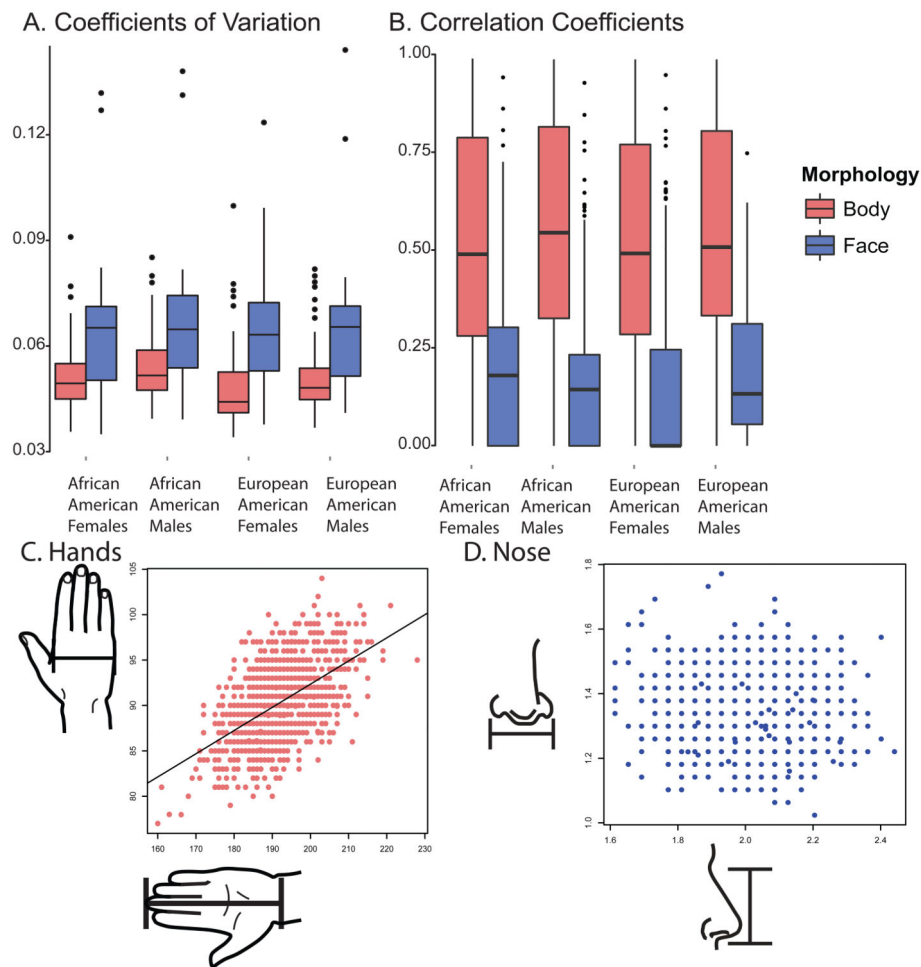 A. Coefficients of Variation
0.12
0.09
0.06
0.03
African
American
Females
African
American
Males
European
American
Females
European
American
Males
B. Correlation Coefficients
1.00
0.75
0.50
0.25
0.00
African
American
Females
African
American
Males
European
American
Females
European
American
Males
Morphology
Body
Face
C. Hands
105
100
95
90
85
80
160 170 180 190 200 210 220 230
D. Nose
1.8
1.6
1.4
1.2
1.0
1.6 1.8 2.0 2.2 2.4